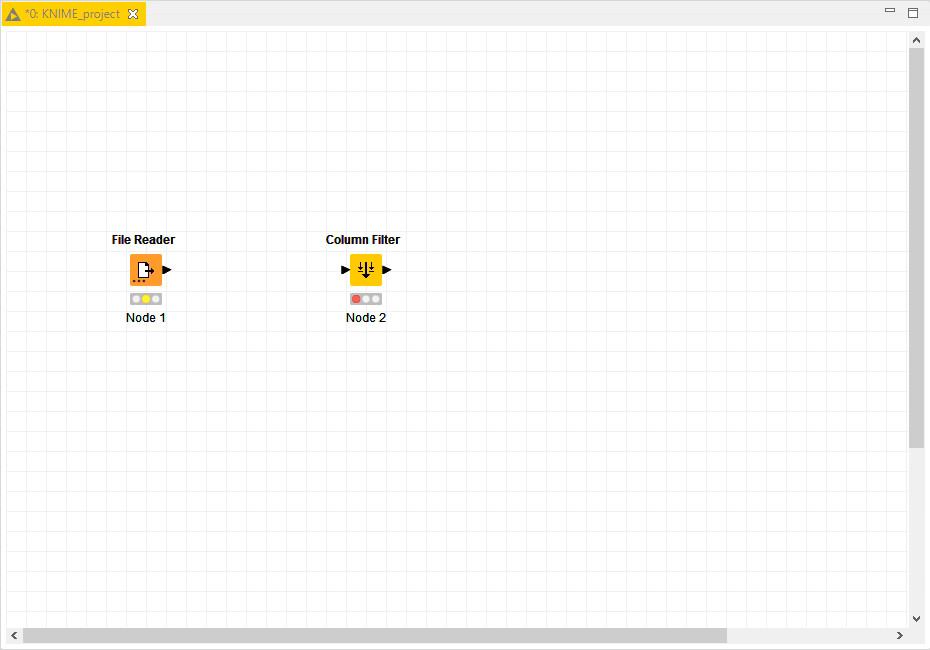 *0: KNIME_project
File Reader
Column Filter
Node 1
Node 2